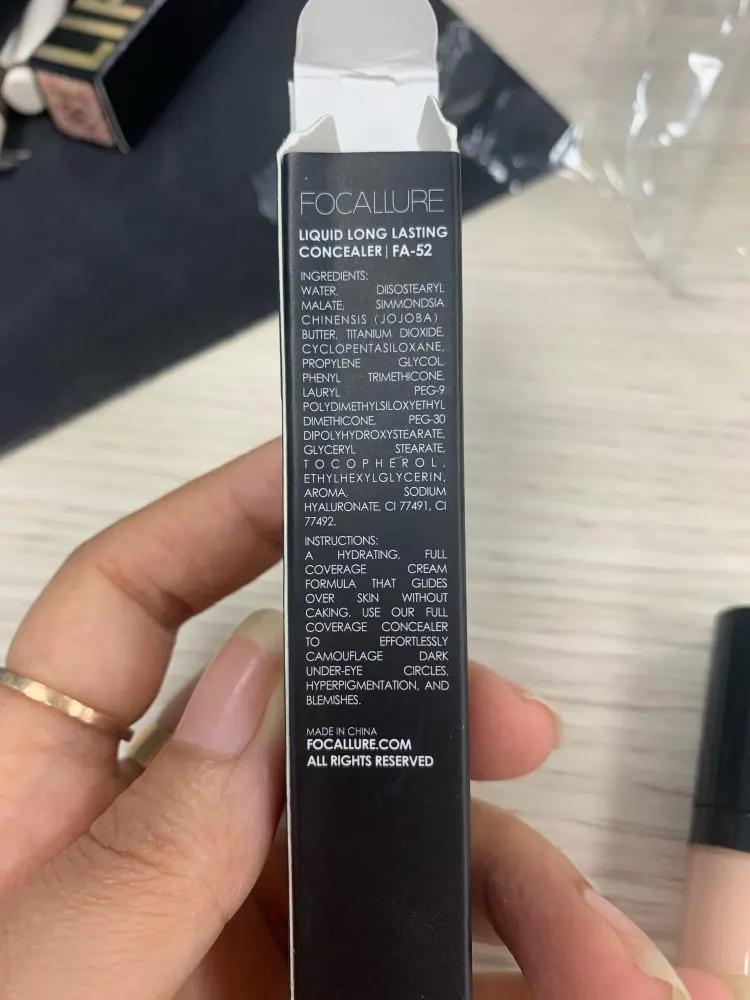 LIP
FOCALLURE
LIQUID LONG LASTING
CONCEALER | FA-52
INGREDIENTS:
WATER, DIISOSTEARYL
MALATE, SIMMONDSIA
CHINENSIS (JOJOBA)
BUTTER, TITANIUM DIOXIDE,
CYCLOPENTASILOXANE,
PROPYLENE GLYCOL,
PHENYL TRIMETHICONE,
LAURYL PEG-9
POLYDIMETHYLSILOXYETHYL
DIMETHICONE, PEG-30
DIPOLYHYDROXYSTEARATE,
GLYCERYL STEARATE,
TOCOPHEROL,
ETHYLHEXYLGLYCERIN,
AROMA, SODIUM
HYALURONATE, CI 77491, CI
77492.
INSTRUCTIONS:
A HYDRATING, FULL
COVERAGE CREAM
FORMULA THAT GLIDES
OVER SKIN WITHOUT
CAKING. USE OUR FULL
COVERAGE CONCEALER
TO EFFORTLESSLY
CAMOUFLAGE DARK
UNDER-EYE CIRCLES,
HYPERPIGMENTATION, AND
BLEMISHES.
MADE IN CHINA
FOCALLURE.COM
ALL RIGHTS RESERVED